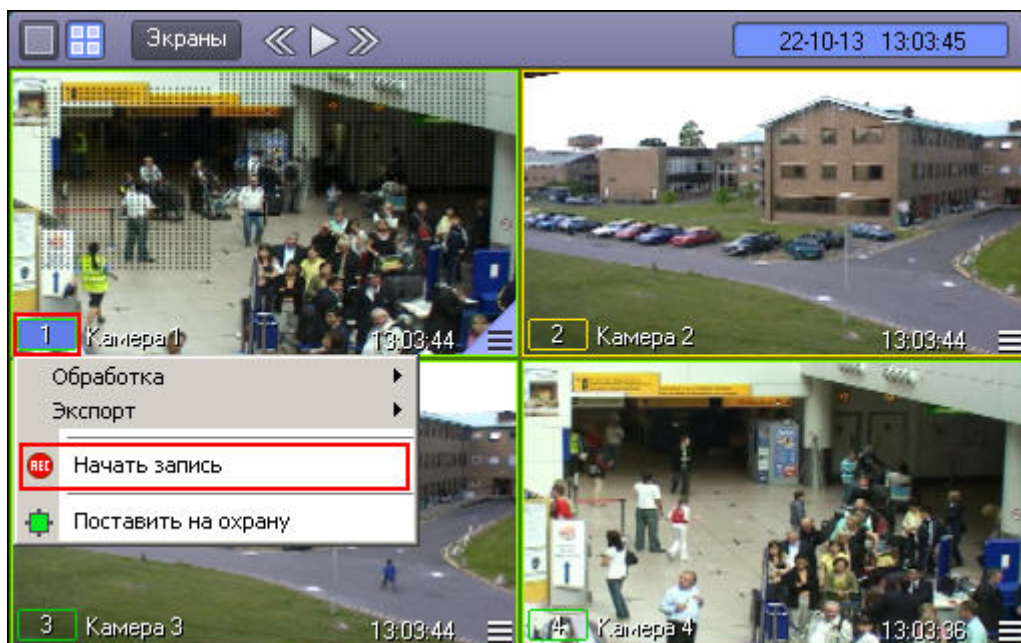 Экраны
22-10-13 13:03:45
1 Камера 1 13:03:44
2 Камера 2 13:03:44
Обработка
Экспорт
REC Начать запись
Поставить на охрану
3 Камера 3 13:03:44
4 Камера 4 13:03:38